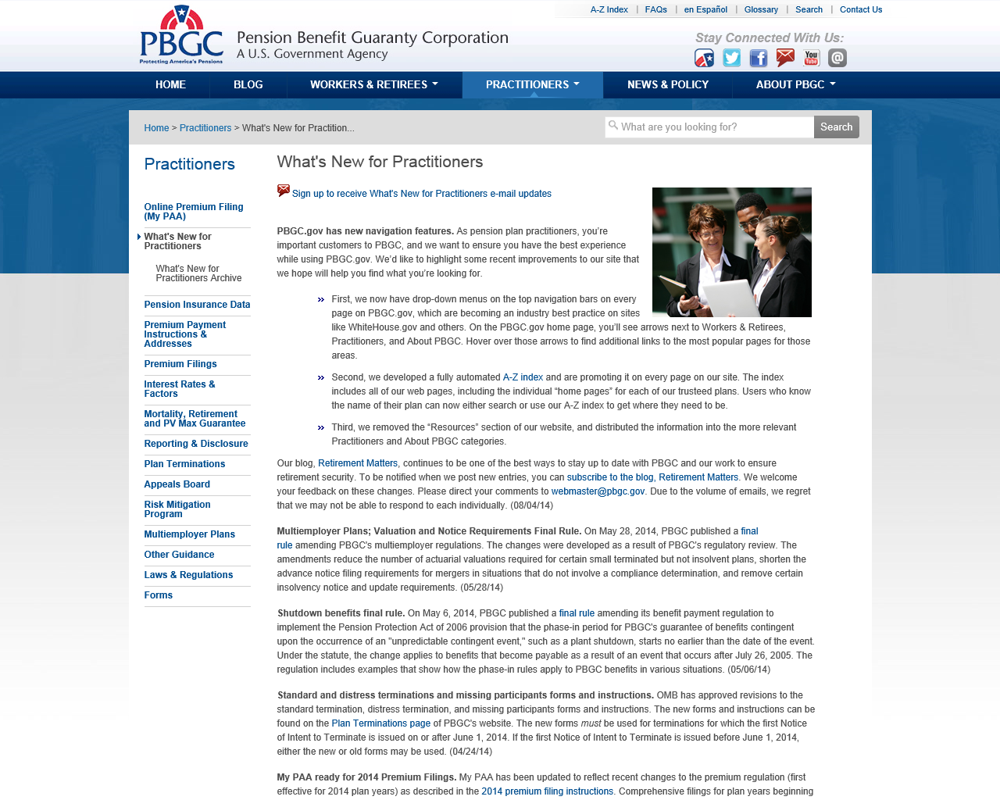 A-Z Index | FAQs | en Español | Glossary | Search | Contact Us
PBGC
Protecting America's Pensions
Pension Benefit Guaranty Corporation
A U.S. Government Agency
Stay Connected With Us:
You Tube
@
HOME BLOG WORKERS & RETIREES PRACTITIONERS NEWS & POLICY ABOUT PBGC
Home > Practitioners > What's New for Practition...
What are you looking for?
Search
Practitioners
Online Premium Filing
(My PAA)
What's New for
Practitioners
What's New for
Practitioners Archive
Pension Insurance Data
Premium Payment
Instructions &
Addresses
Premium Filings
Interest Rates &
Factors
Mortality, Retirement
and PV Max Guarantee
Reporting & Disclosure
Plan Terminations
Appeals Board
Risk Mitigation
Program
Multiemployer Plans
Other Guidance
Laws & Regulations
Forms
What's New for Practitioners
Sign up to receive What's New for Practitioners e-mail updates
PBGC.gov has new navigation features. As pension plan practitioners, you're
important customers to PBGC, and we want to ensure you have the best experience
while using PBGC.gov. We'd like to highlight some recent improvements to our site that
we hope will help you find what you're looking for.
First, we now have drop-down menus on the top navigation bars on every
page on PBGC.gov, which are becoming an industry best practice on sites
like WhiteHouse.gov and others. On the PBGC.gov home page, you'll see arrows next to Workers & Retirees,
Practitioners, and About PBGC. Hover over those arrows to find additional links to the most popular pages for those
areas.
Second, we developed a fully automated A-Z index and are promoting it on every page on our site. The index
includes all of our web pages, including the individual “home pages” for each of our trusteed plans. Users who know
the name of their plan can now either search or use our A-Z index to get where they need to be.
Third, we removed the “Resources” section of our website, and distributed the information into the more relevant
Practitioners and About PBGC categories.
Our blog, Retirement Matters, continues to be one of the best ways to stay up to date with PBGC and our work to ensure
retirement security. To be notified when we post new entries, you can subscribe to the blog, Retirement Matters. We welcome
your feedback on these changes. Please direct your comments to webmaster@pbgc.gov. Due to the volume of emails, we regret
that we may not be able to respond to each individually. (08/04/14)
Multiemployer Plans; Valuation and Notice Requirements Final Rule. On May 28, 2014, PBGC published a final
rule amending PBGC's multiemployer regulations. The changes were developed as a result of PBGC's regulatory review. The
amendments reduce the number of actuarial valuations required for certain small terminated but not insolvent plans, shorten the
advance notice filing requirements for mergers in situations that do not involve a compliance determination, and remove certain
insolvency notice and update requirements. (05/28/14)
Shutdown benefits final rule. On May 6, 2014, PBGC published a final rule amending its benefit payment regulation to
implement the Pension Protection Act of 2006 provision that the phase-in period for PBGC's guarantee of benefits contingent
upon the occurrence of an "unpredictable contingent event," such as a plant shutdown, starts no earlier than the date of the event.
Under the statute, the change applies to benefits that become payable as a result of an event that occurs after July 26, 2005. The
regulation includes examples that show how the phase-in rules apply to PBGC benefits in various situations. (05/06/14)
Standard and distress terminations and missing participants forms and instructions. OMB has approved revisions to the
standard termination, distress termination, and missing participants forms and instructions. The new forms and instructions can be
found on the Plan Terminations page of PBGC's website. The new forms must be used for terminations for which the first Notice
of Intent to Terminate is issued on or after June 1, 2014. If the first Notice of Intent to Terminate is issued before June 1, 2014,
either the new or old forms may be used. (04/24/14)
My PAA ready for 2014 Premium Filings. My PAA has been updated to reflect recent changes to the premium regulation (first
effective for 2014 plan years) as described in the 2014 premium filing instructions. Comprehensive filings for plan years beginning